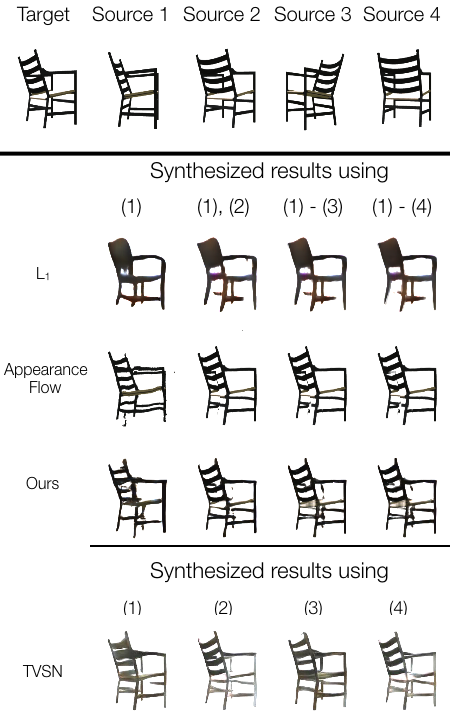 Target Source 1 Source 2 Source 3 Source 4
Synthesized results using
(1) (1), (2) (1) - (3) (1) - (4)
L₁
Appearance
Flow
Ours
Synthesized results using
(1) (2) (3) (4)
TVSN